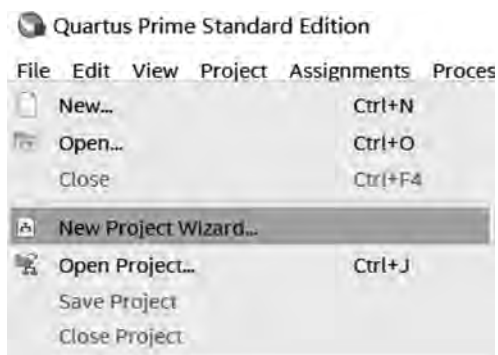 Quartus Prime Standard Edition
File Edit View Project Assignments Proces
New... Ctrl+N
Open... Ctrl+O
Close Ctrl+F4
New Project Wizard...
Open Project... Ctrl+J
Save Project
Close Project